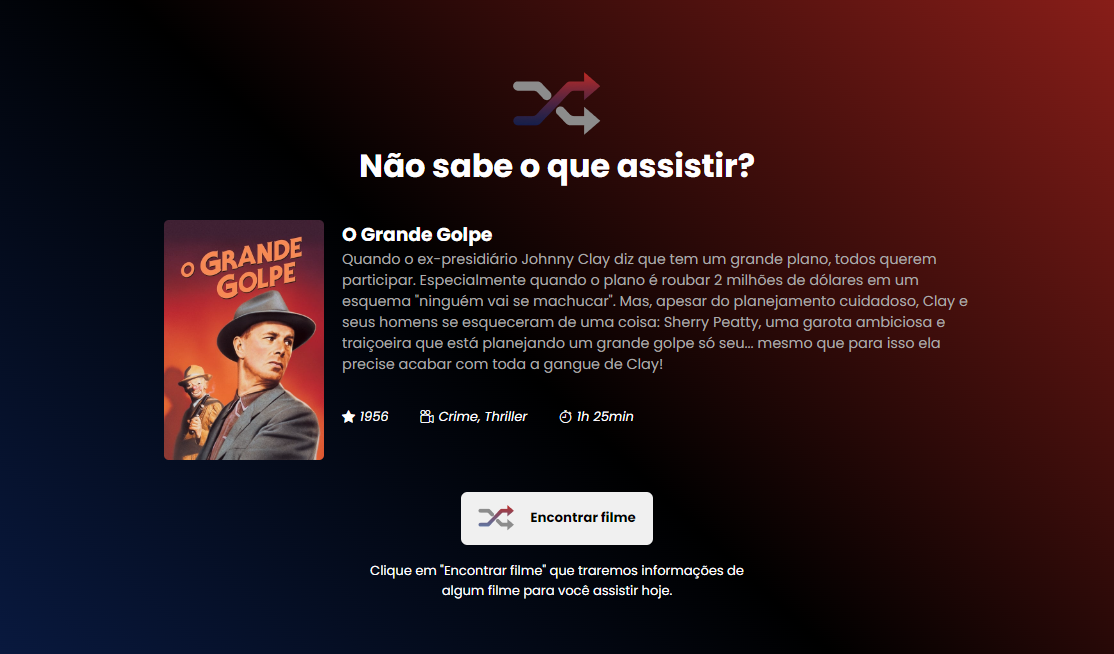 Não sabe o que assistir?
O GRANDE
GOLPE
O Grande Golpe
Quando o ex-presidiário Johnny Clay diz que tem um grande plano, todos querem
participar. Especialmente quando o plano é roubar 2 milhões de dólares em um
esquema "ninguém vai se machucar". Mas, apesar do planejamento cuidadoso, Clay e
seus homens se esqueceram de uma coisa: Sherry Peatty, uma garota ambiciosa e
traiçoeira que está planejando um grande golpe só seu... mesmo que para isso ela
precise acabar com toda a gangue de Clay!
1956 Crime, Thriller 1h 25min
Encontrar filme
Clique em "Encontrar filme" que traremos informações de
algum filme para você assistir hoje.